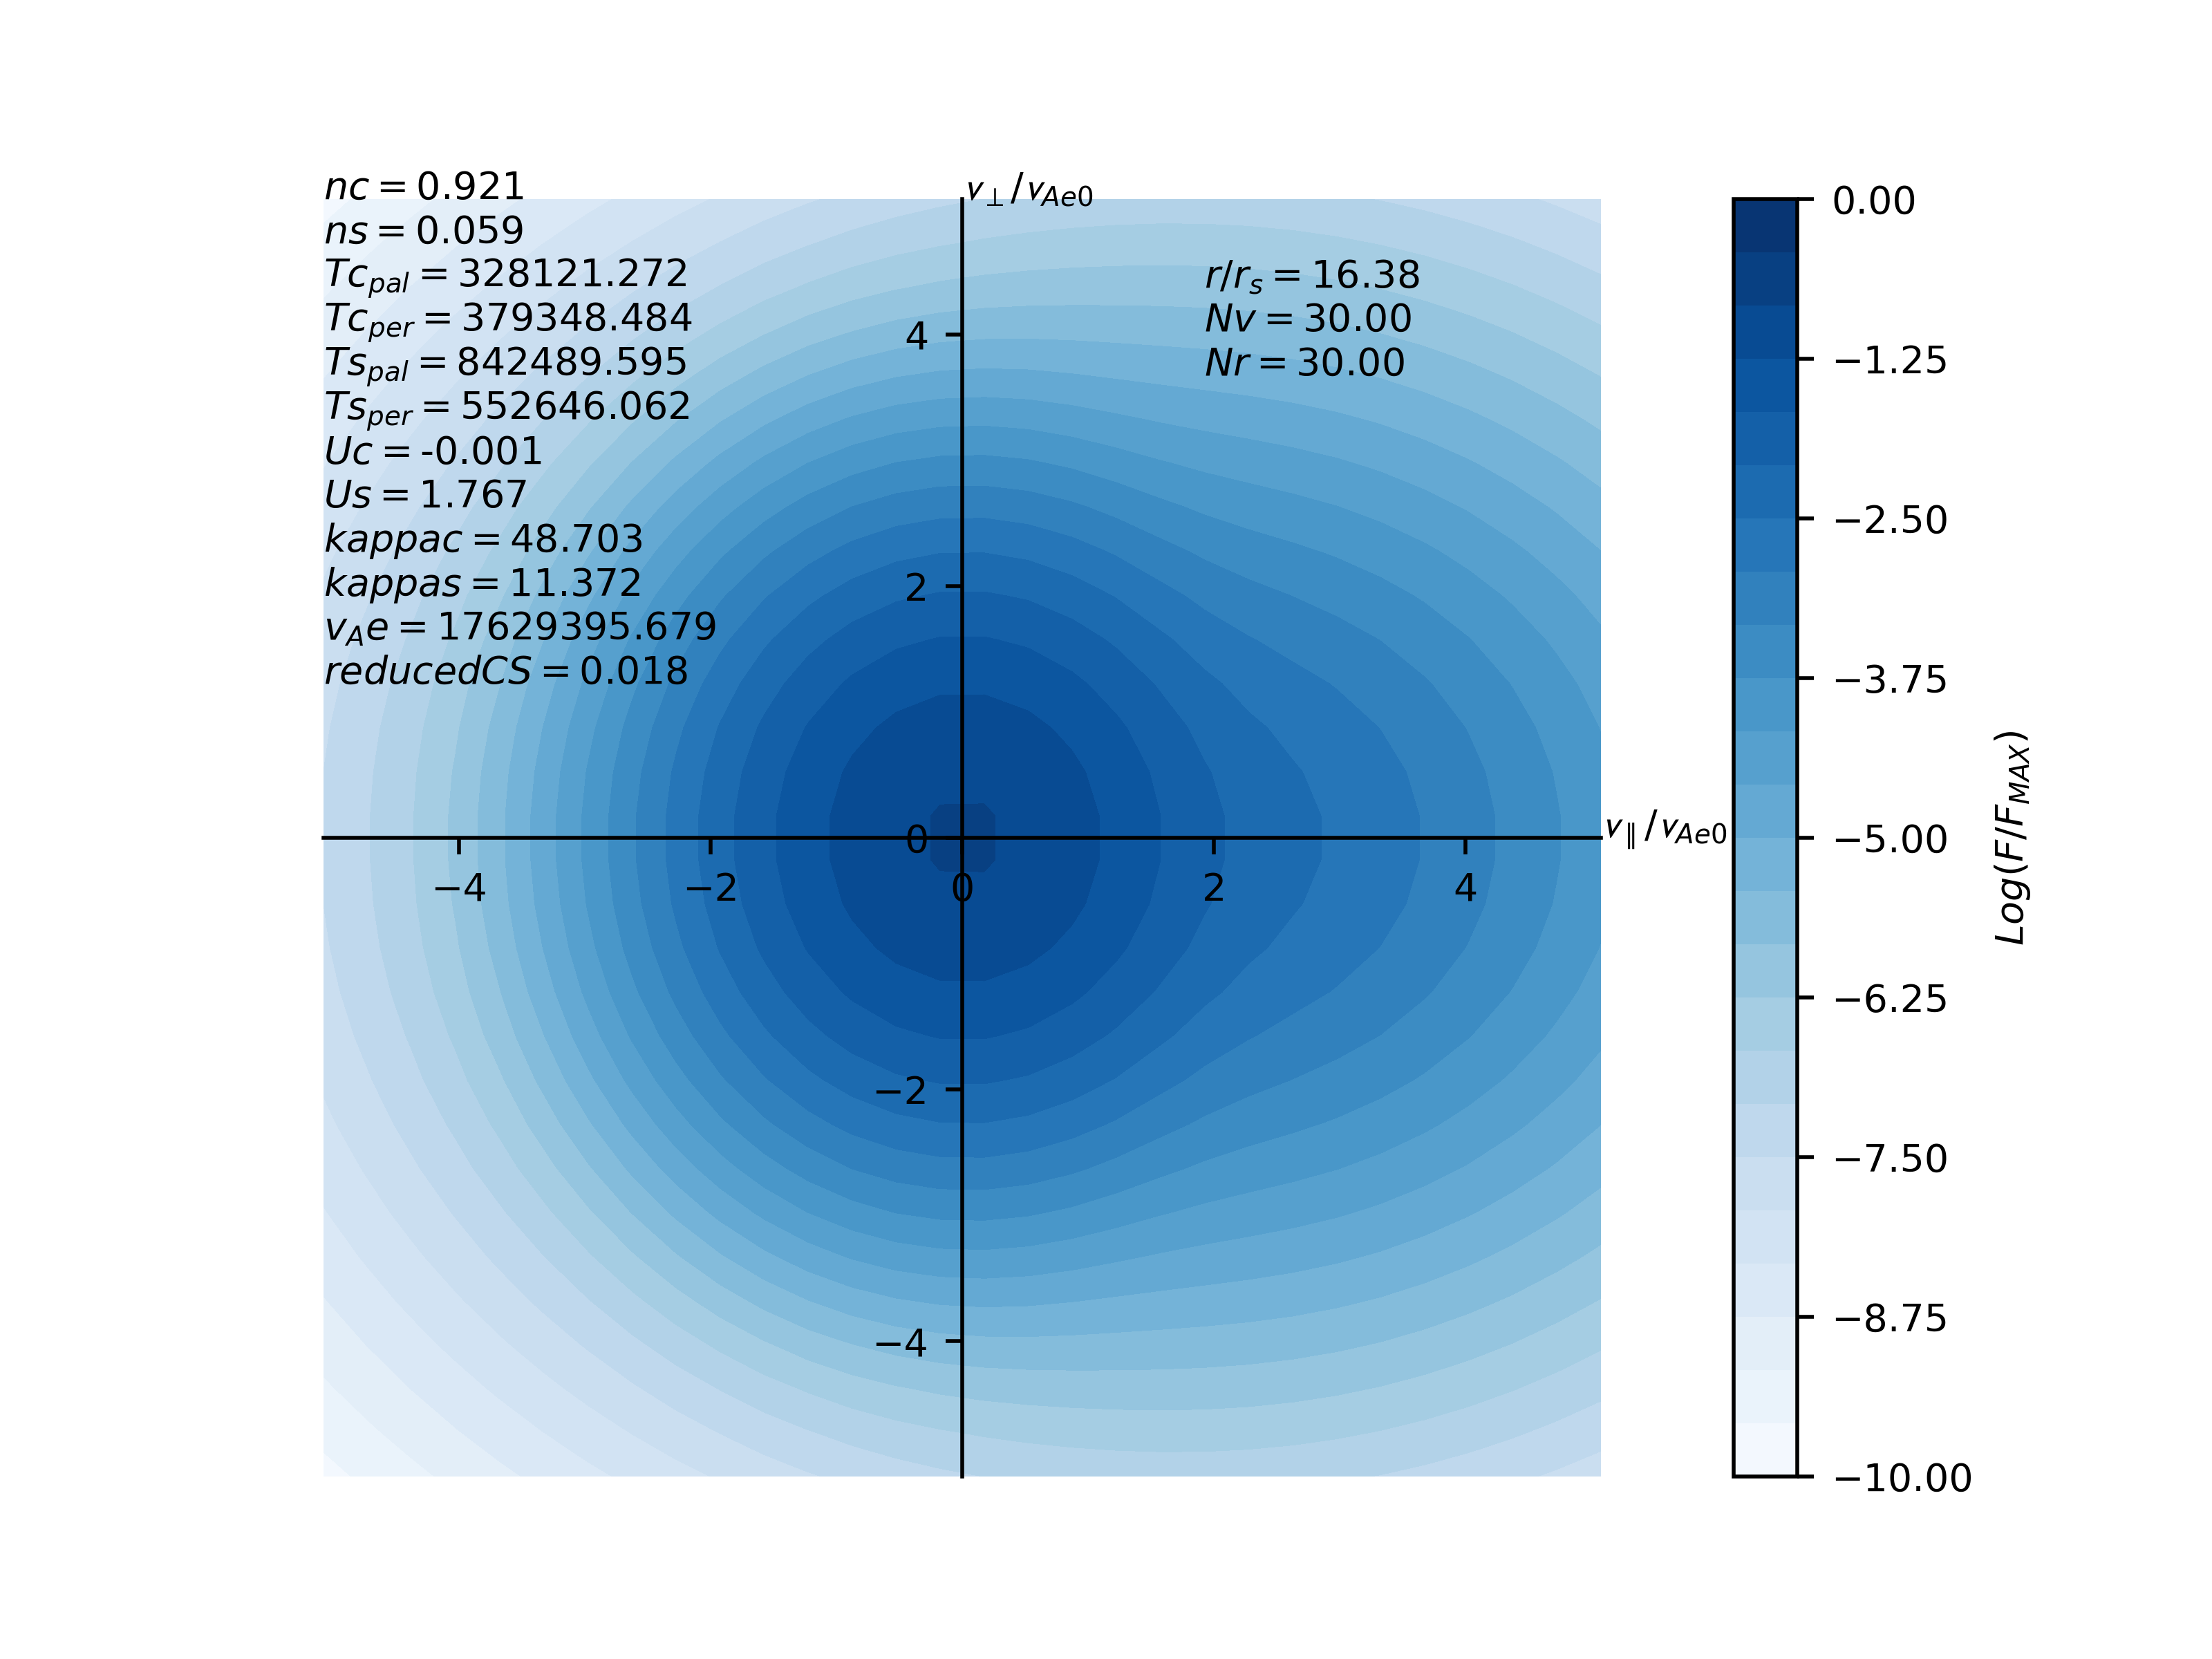 nc = 0.921
ns = 0.059
Tc_pal = 328121.272
Tc_per = 379348.484
Ts_pal = 842489.595
Ts_per = 552646.062
Uc = -0.001
Us = 1.767
kappac = 48.703
kappas = 11.372
v_Ae = 17629395.679
reducedCS = 0.018
v⊥/v_Ae0
r/r_s = 16.38
Nv = 30.00
Nr = 30.00
4
2
0
−2
−4
−4
−2
0
2
4
v∥/v_Ae0
0.00
−1.25
−2.50
−3.75
−5.00
−6.25
−7.50
−8.75
−10.00
Log(F/F_MAX)